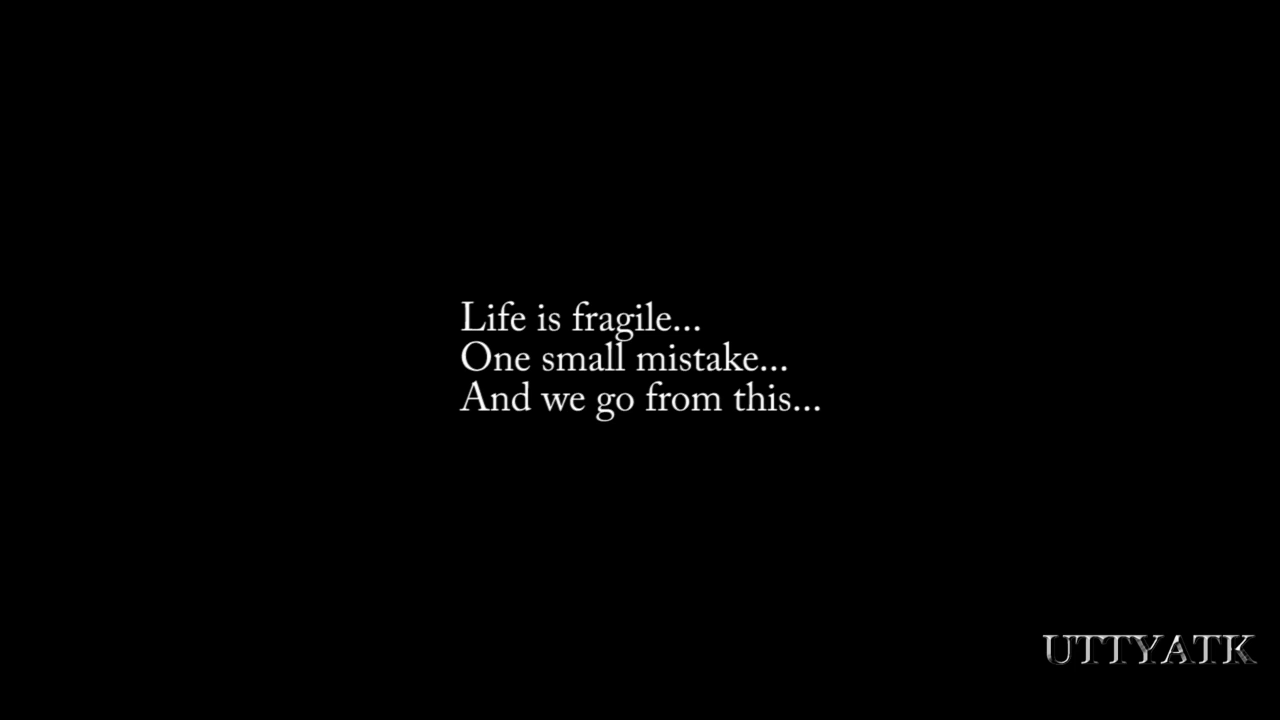 Life is fragile...
One small mistake...
And we go from this...
UTTYATK